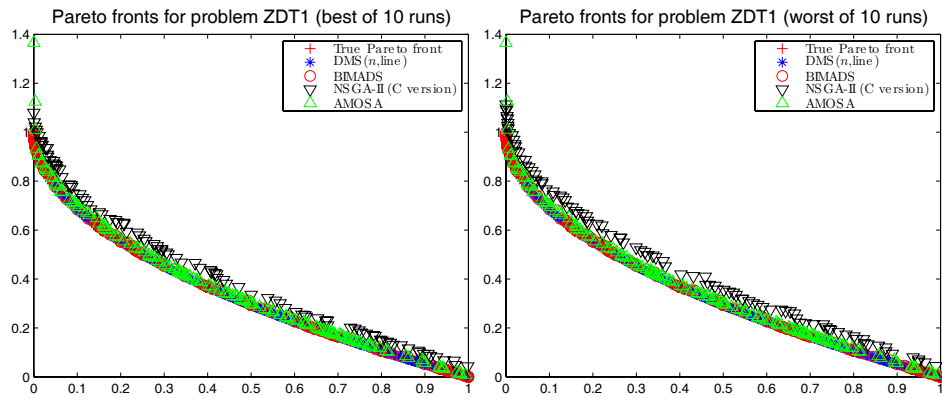 Pareto fronts for problem ZDT1 (best of 10 runs)
1.4
1.2
1
0.8
0.6
0.4
0.2
0
0 0.1 0.2 0.3 0.4 0.5 0.6 0.7 0.8 0.9 1
True Pareto front
DMS(n,line)
BIMADS
NSGA-II (C version)
AMOSA
Pareto fronts for problem ZDT1 (worst of 10 runs)
1.4
1.2
1
0.8
0.6
0.4
0.2
0
0 0.1 0.2 0.3 0.4 0.5 0.6 0.7 0.8 0.9 1
True Pareto front
DMS(n,line)
BIMADS
NSGA-II (C version)
AMOSA